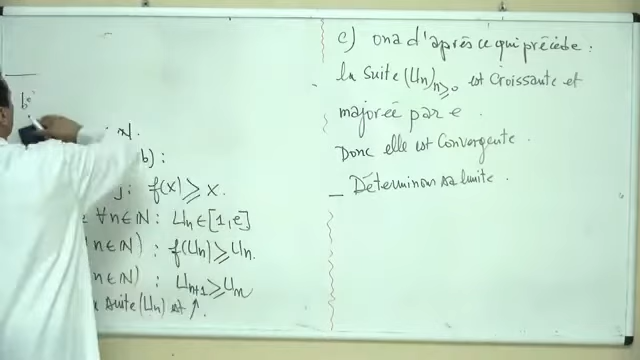 b
N.
b) :
f(x) ≥ x.
∀n∈ℕ : Un ∈ [1,e]
n∈ℕ) : f(Un) ≥ Un.
n∈ℕ) : Un+1 ≥ Un
suite (Un) est ↗.
c) ona d'après ce qui précède :
la suite (Un)n≥0 est Croissante et
majorée par e.
Donc elle est Convergente.
_ Déterminon sa limite.